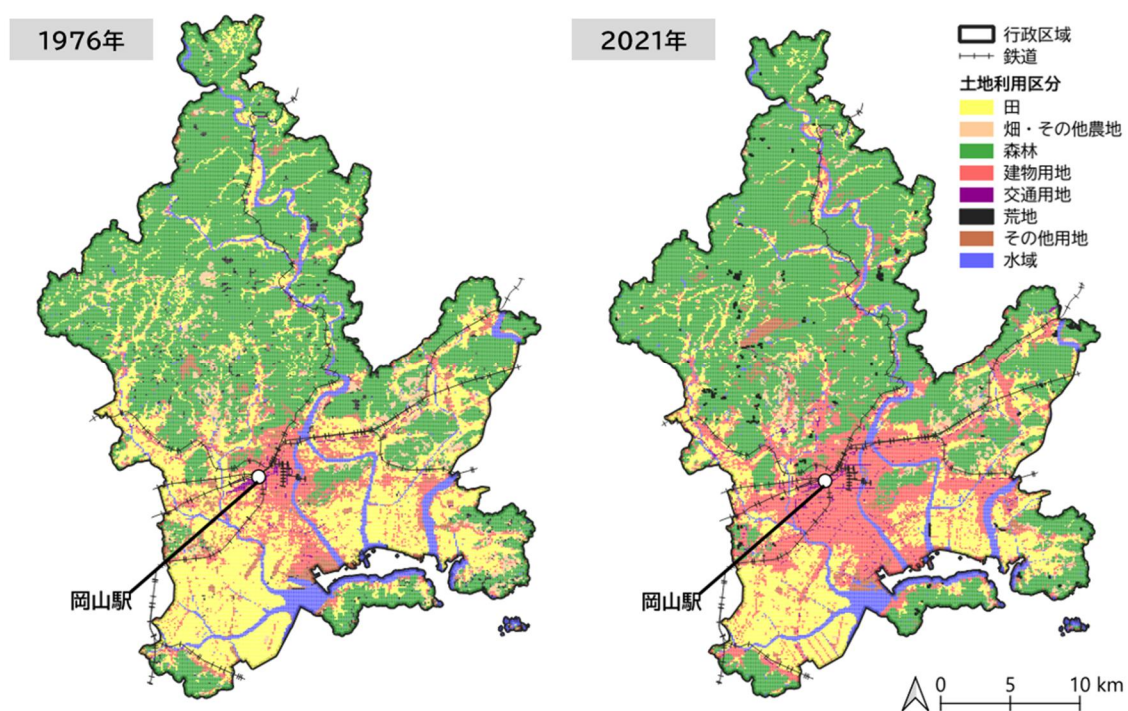 1976年
2021年
行政区域
鉄道
土地利用区分
田
畑・その他農地
森林
建物用地
交通用地
荒地
その他用地
水域
岡山駅
岡山駅
0 5 10 km